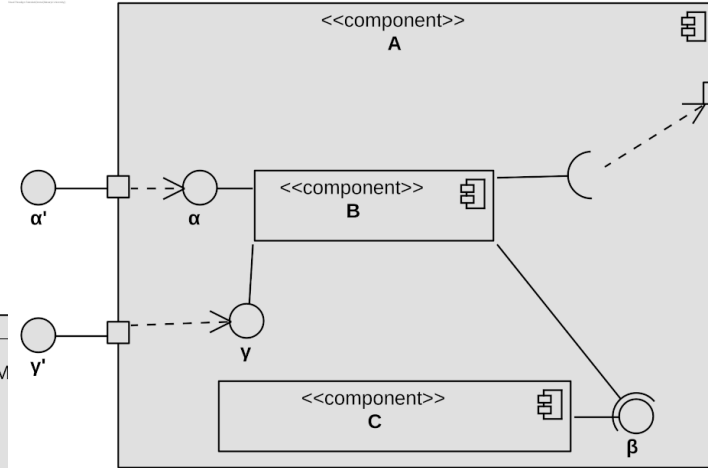 <<component>>
A
<<component>>
B
α'
α
γ'
γ
M
<<component>>
C
β